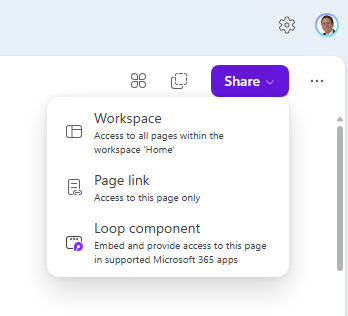 Share
Workspace
Access to all pages within the
workspace 'Home'
Page link
Access to this page only
Loop component
Embed and provide access to this page
in supported Microsoft 365 apps